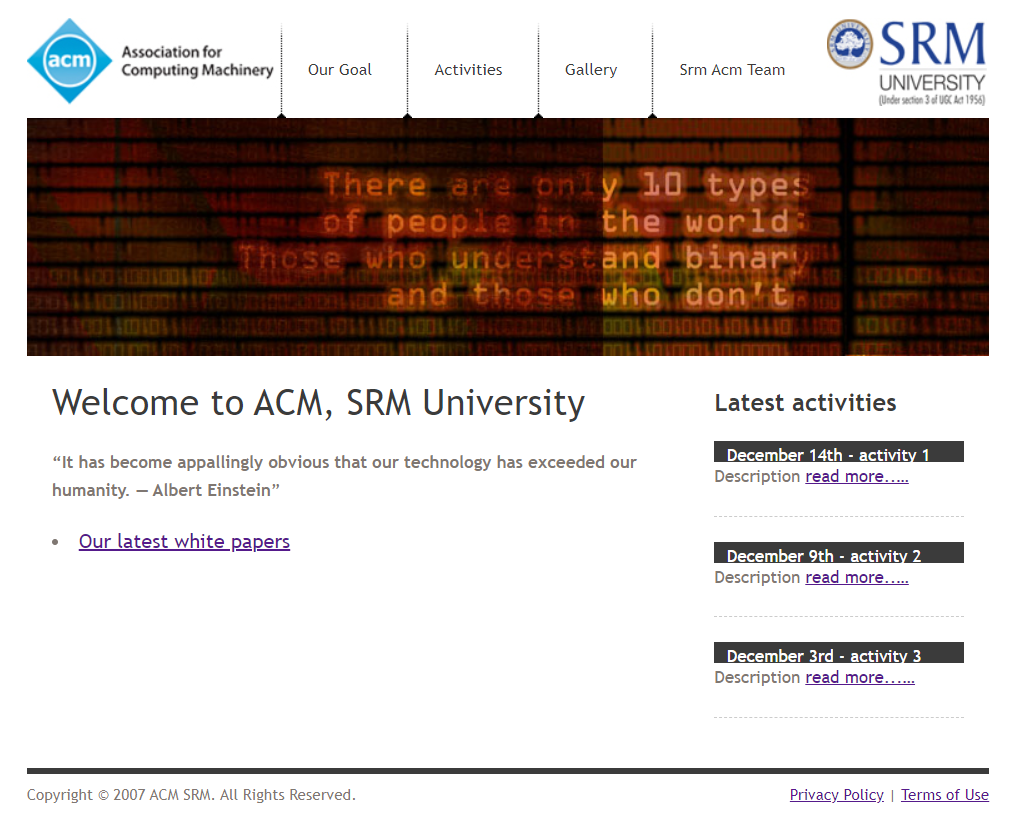 acm
Association for
Computing Machinery
Our Goal
Activities
Gallery
Srm Acm Team
SRM
UNIVERSITY
(Under section 3 of UGC Act 1956)
There are only 10 types
of people in the world:
Those who understand binary
and those who don't
Welcome to ACM, SRM University
“It has become appallingly obvious that our technology has exceeded our
humanity. — Albert Einstein”
Our latest white papers
Latest activities
December 14th - activity 1
Description read more.....
December 9th - activity 2
Description read more.....
December 3rd - activity 3
Description read more......
Copyright © 2007 ACM SRM. All Rights Reserved.
Privacy Policy | Terms of Use